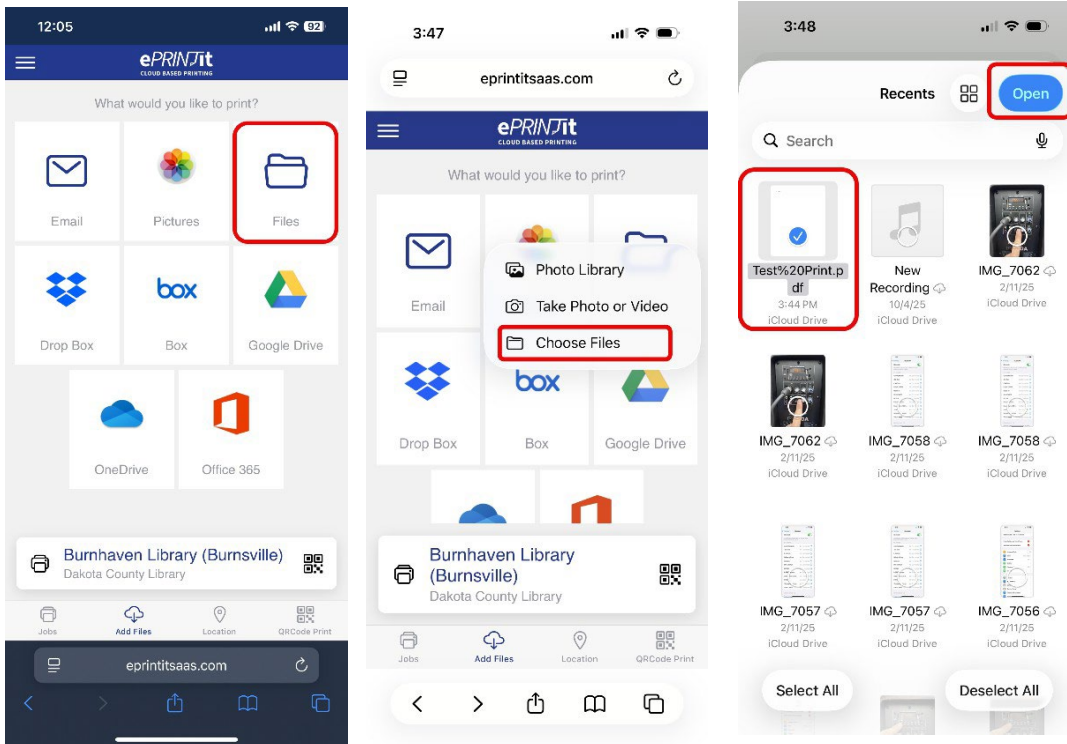 12:05
92
ePRINTit
CLOUD BASED PRINTING
What would you like to print?
Email
Pictures
Files
Drop Box
Box
box
Google Drive
OneDrive
Office 365
Burnhaven Library (Burnsville)
Dakota County Library
Jobs
Add Files
Location
QRCode Print
eprintitsaas.com
3:47
eprintitsaas.com
ePRINTit
CLOUD BASED PRINTING
What would you like to print?
Email
Photo Library
Take Photo or Video
Choose Files
box
Drop Box
Box
Google Drive
Burnhaven Library
(Burnsville)
Dakota County Library
Jobs
Add Files
Location
QRCode Print
3:48
Recents
Open
Search
Test%20Print.p
df
3:44 PM
iCloud Drive
New
Recording
10/4/25
iCloud Drive
IMG_7062
2/11/25
iCloud Drive
IMG_7062
2/11/25
iCloud Drive
IMG_7058
2/11/25
iCloud Drive
IMG_7058
2/11/25
iCloud Drive
IMG_7057
2/11/25
iCloud Drive
IMG_7057
2/11/25
iCloud Drive
IMG_7056
2/11/25
iCloud Drive
Select All
Deselect All